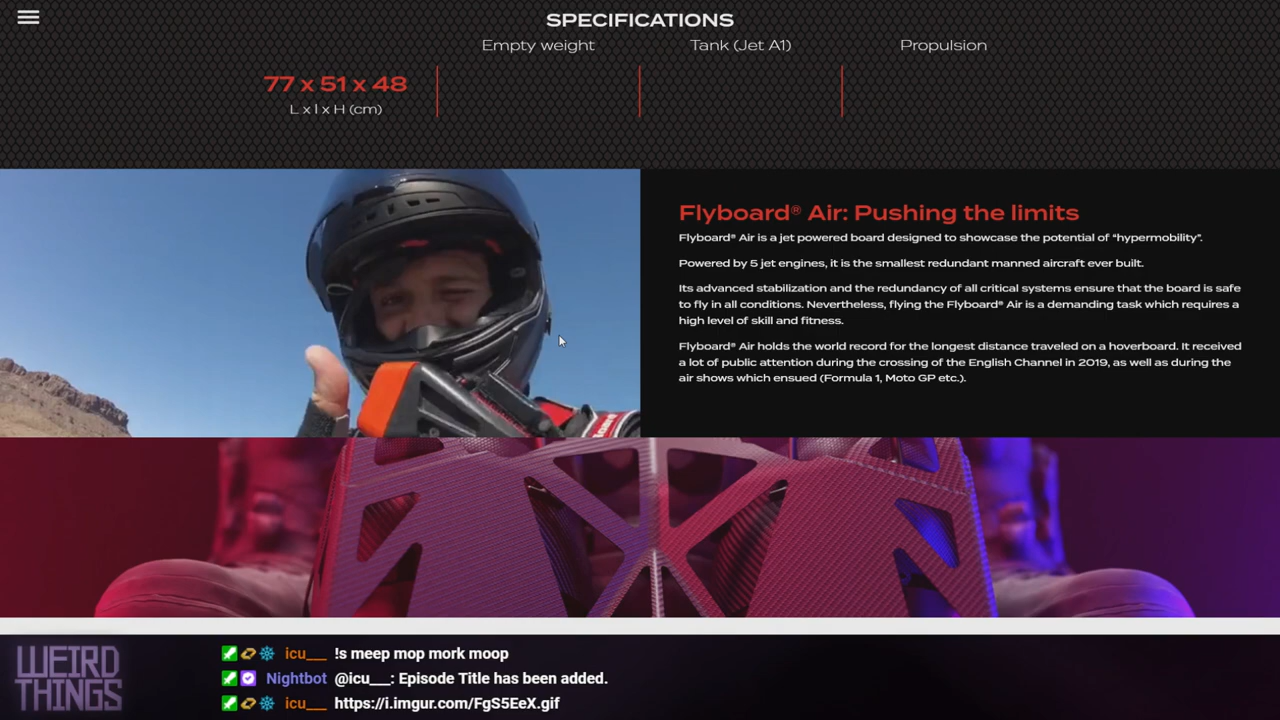 SPECIFICATIONS
Empty weight
Tank (Jet A1)
Propulsion
77 x 51 x 48
L x l x H (cm)
Flyboard® Air: Pushing the limits
Flyboard® Air is a jet powered board designed to showcase the potential of “hypermobility”.
Powered by 5 jet engines, it is the smallest redundant manned aircraft ever built.
Its advanced stabilization and the redundancy of all critical systems ensure that the board is safe
to fly in all conditions. Nevertheless, flying the Flyboard® Air is a demanding task which requires a
high level of skill and fitness.
Flyboard® Air holds the world record for the longest distance traveled on a hoverboard. It received
a lot of public attention during the crossing of the English Channel in 2019, as well as during the
air shows which ensued (Formula 1, Moto GP etc.).
WEIRD
THINGS
icu___ !s meep mop mork moop
Nightbot @icu___: Episode Title has been added.
icu___ https://i.imgur.com/FgS5EeX.gif